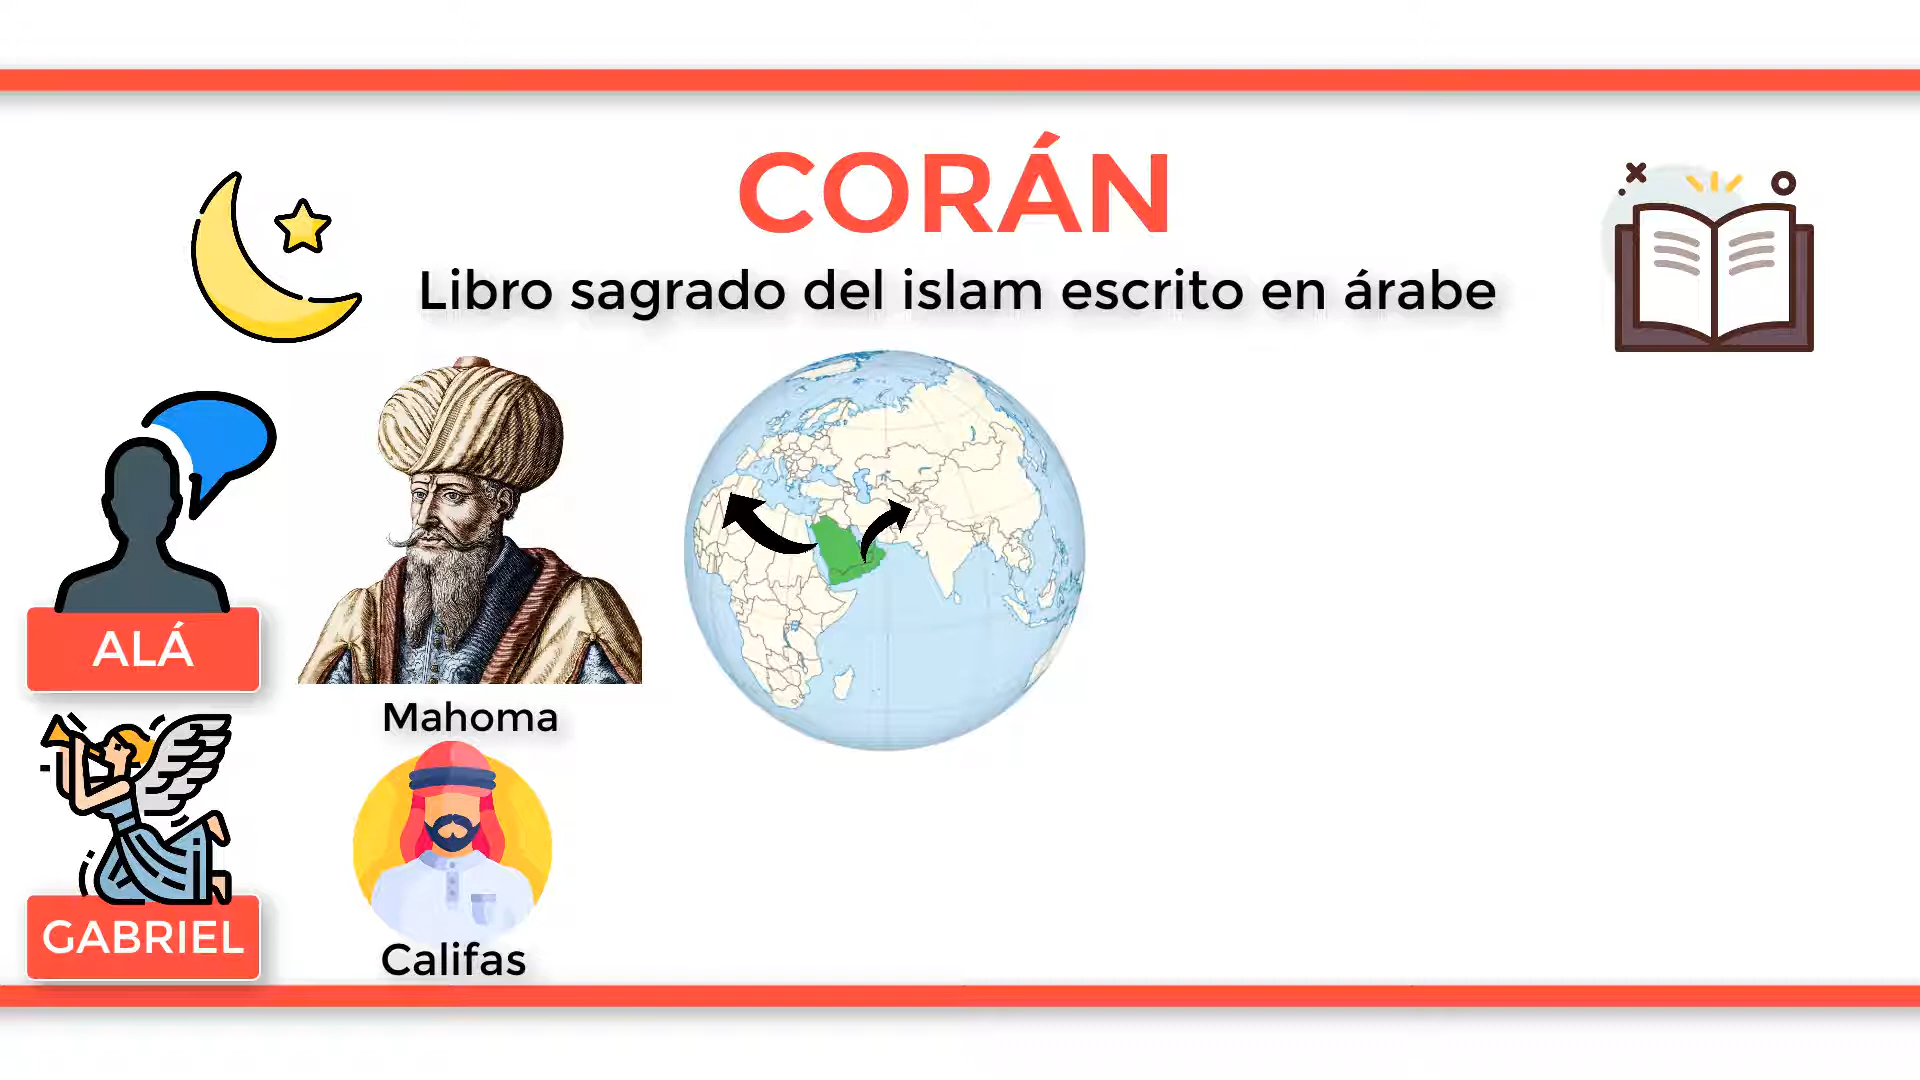 CORÁN
Libro sagrado del islam escrito en árabe
ALÁ
Mahoma
GABRIEL
Califas